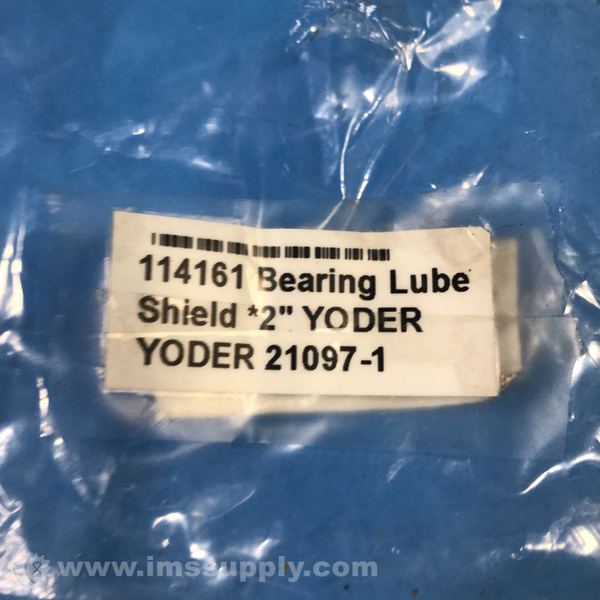 114161 Bearing Lube
Shield *2" YODER
YODER 21097-1
www.imssupply.com